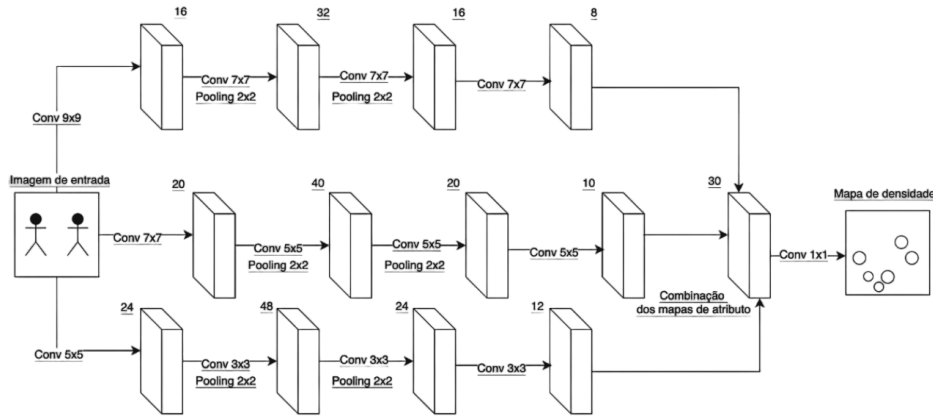 16
32
16
8
Conv 9x9
Conv 7x7
Pooling 2x2
Conv 7x7
Pooling 2x2
Conv 7x7
Imagem de entrada
20
40
20
10
30
Mapa de densidade
Conv 7x7
Conv 5x5
Pooling 2x2
Conv 5x5
Pooling 2x2
Conv 5x5
Conv 1x1
Combinação
dos mapas de atributo
24
48
24
12
Conv 5x5
Conv 3x3
Pooling 2x2
Conv 3x3
Pooling 2x2
Conv 3x3